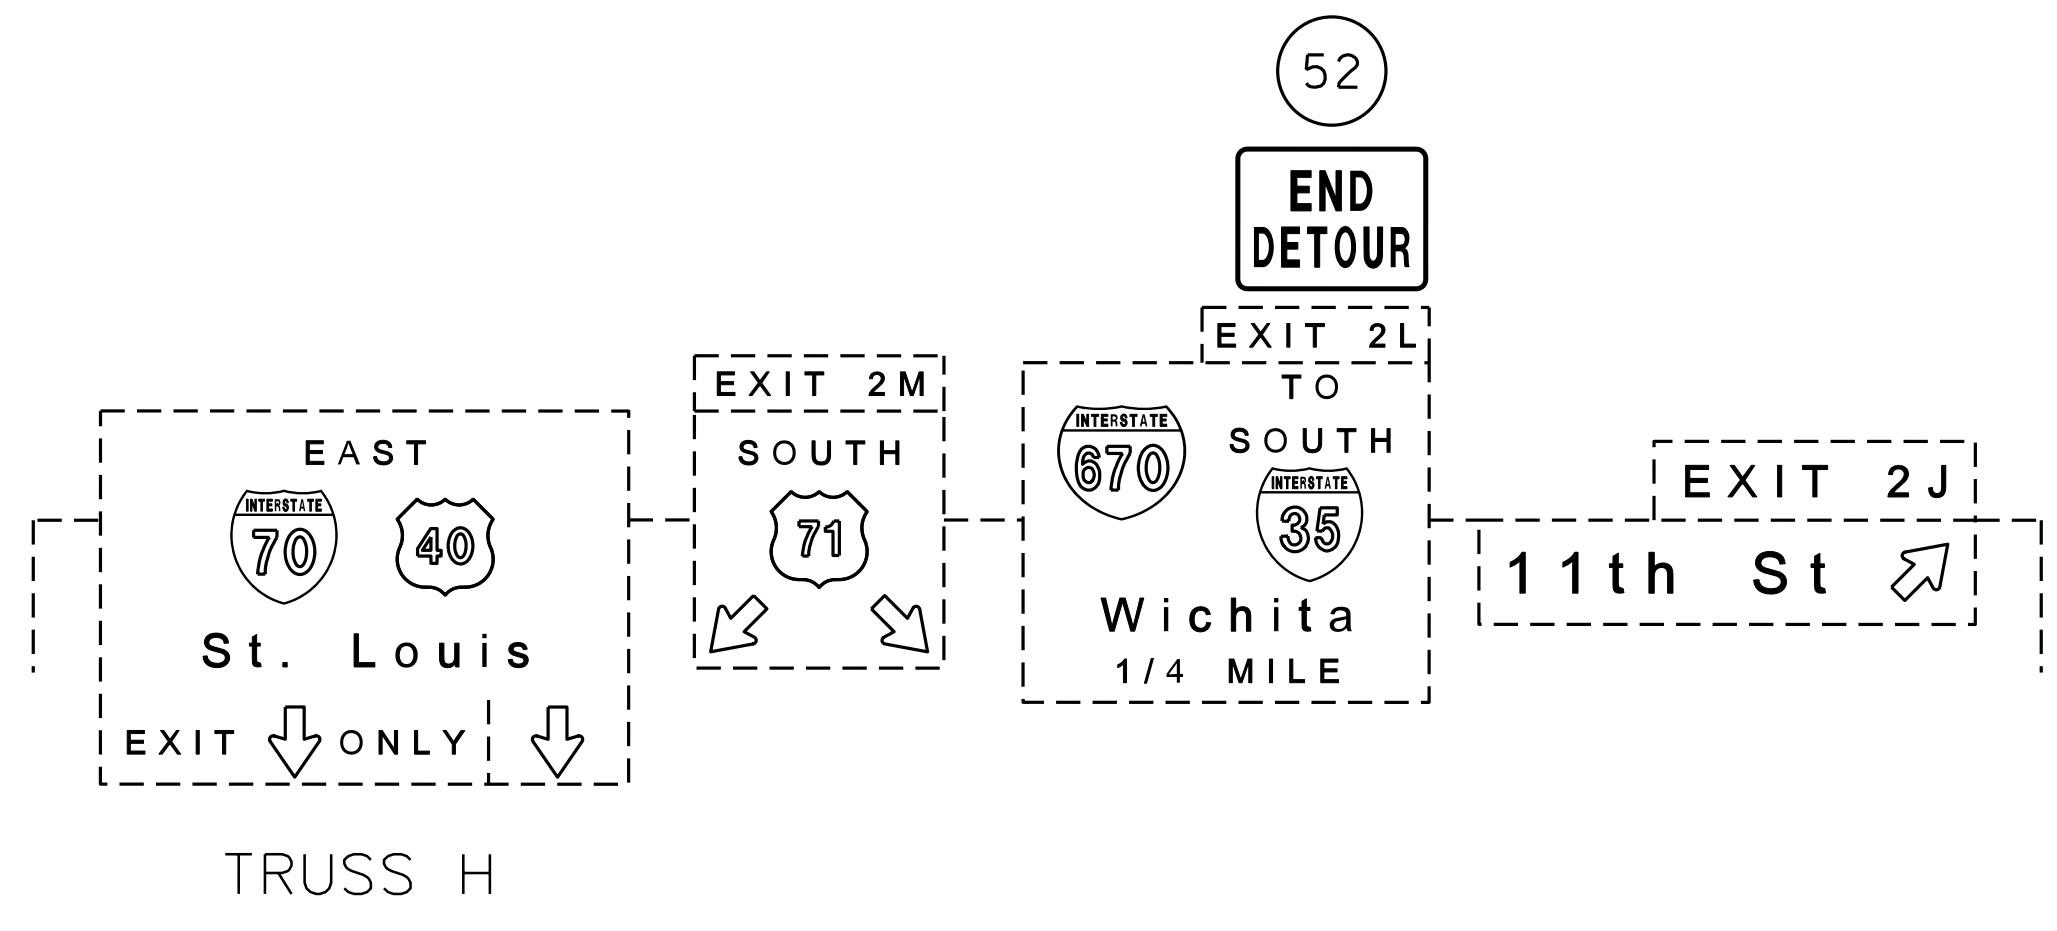 52
END
DETOUR
EAST
INTERSTATE
70
40
St. Louis
EXIT ONLY
EXIT 2M
SOUTH
71
EXIT 2L
TO
INTERSTATE
670
SOUTH
INTERSTATE
35
Wichita
1/4 MILE
EXIT 2J
11th St
TRUSS H